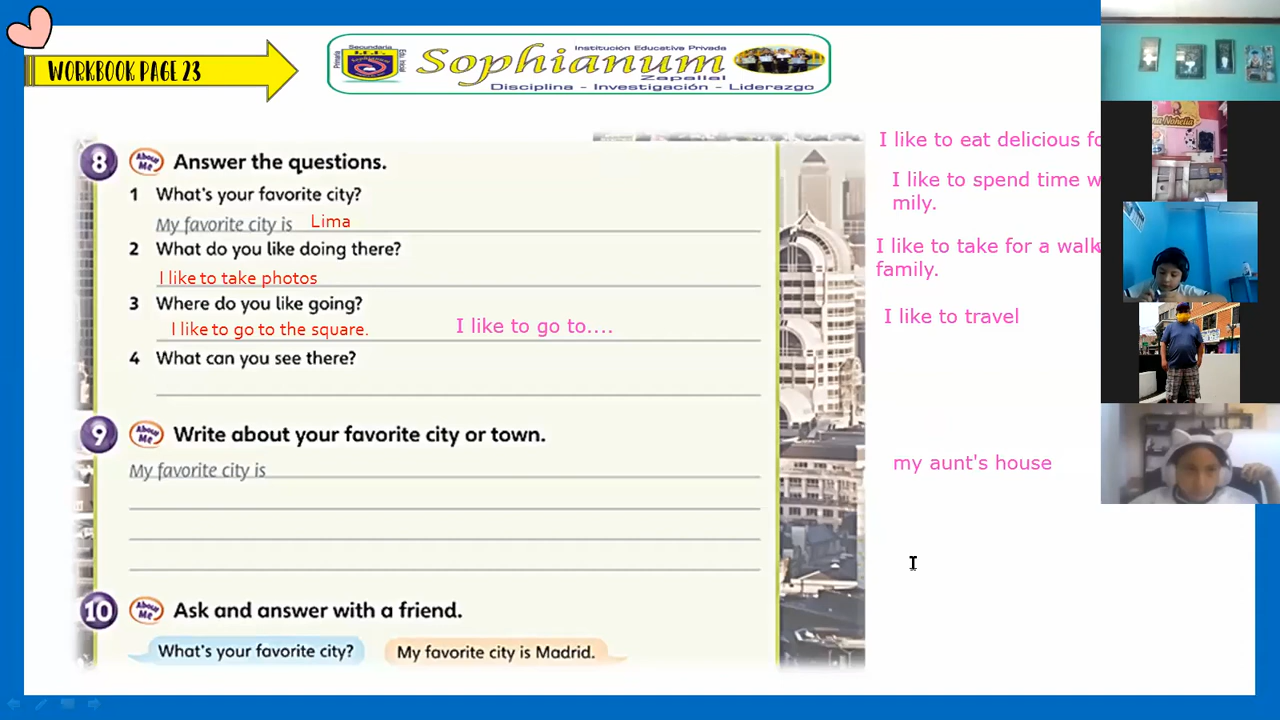 WORKBOOK PAGE 23
Institución Educativa Privada
Sophianum
Zapallal
Disciplina - Investigación - Liderazgo
8 About Me Answer the questions.
1 What's your favorite city?
My favorite city is Lima
2 What do you like doing there?
I like to take photos
3 Where do you like going?
I like to go to the square. I like to go to....
4 What can you see there?
9 About Me Write about your favorite city or town.
My favorite city is
10 About Me Ask and answer with a friend.
What's your favorite city? My favorite city is Madrid.
I like to eat delicious
I like to spend time
mily.
I like to take for a walk
family.
I like to travel
my aunt's house